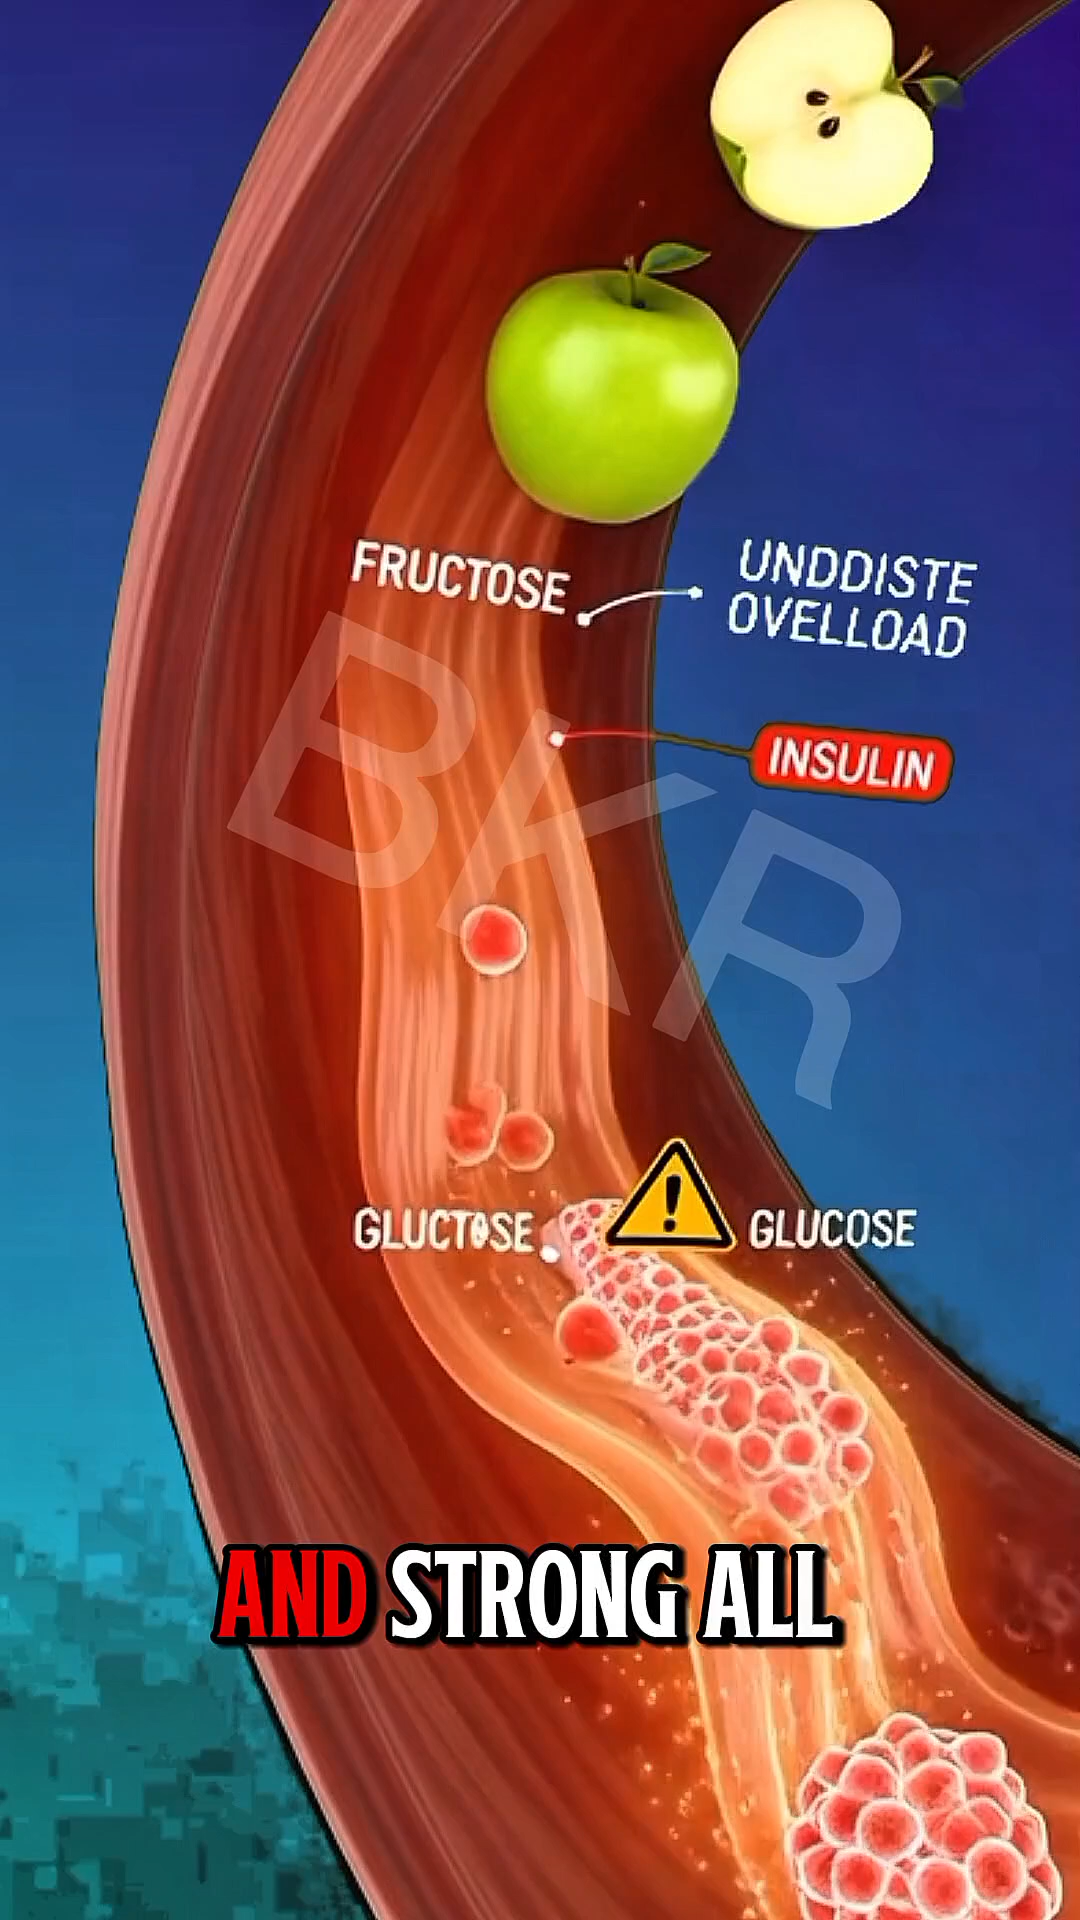 FRUCTOSE
UNDDISTE
OVELLOAD
INSULIN
BKR
GLUCTOSE
GLUCOSE
AND STRONG ALL